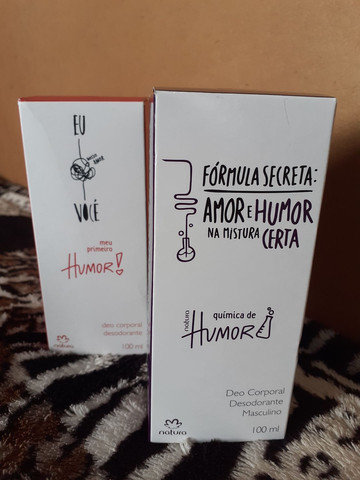 EU
VOCÊ
meu
primeiro
HUMOR!
deo corporal
desodorante
natura
100 ml
FÓRMULA SECRETA:
AMOR E HUMOR
NA MISTURA CERTA
natura
química de
HUMOR
Deo Corporal
Desodorante
Masculino
natura
100 ml